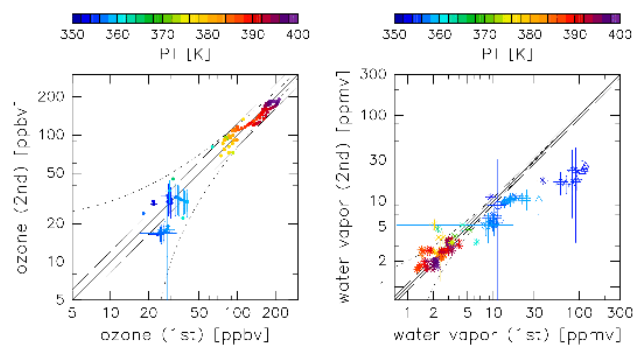 350 360 370 380 390 400
PT [K]
350 360 370 380 390 400
PT [K]
ozone (2nd) [ppbv]
200
100
50
20
10
5
5 10 20 50 100 200
ozone (1st) [ppbv]
water vapor (2nd) [ppmv]
300
100
30
10
5
2
1 2 5 10 30 100 300
water vapor (1st) [ppmv]